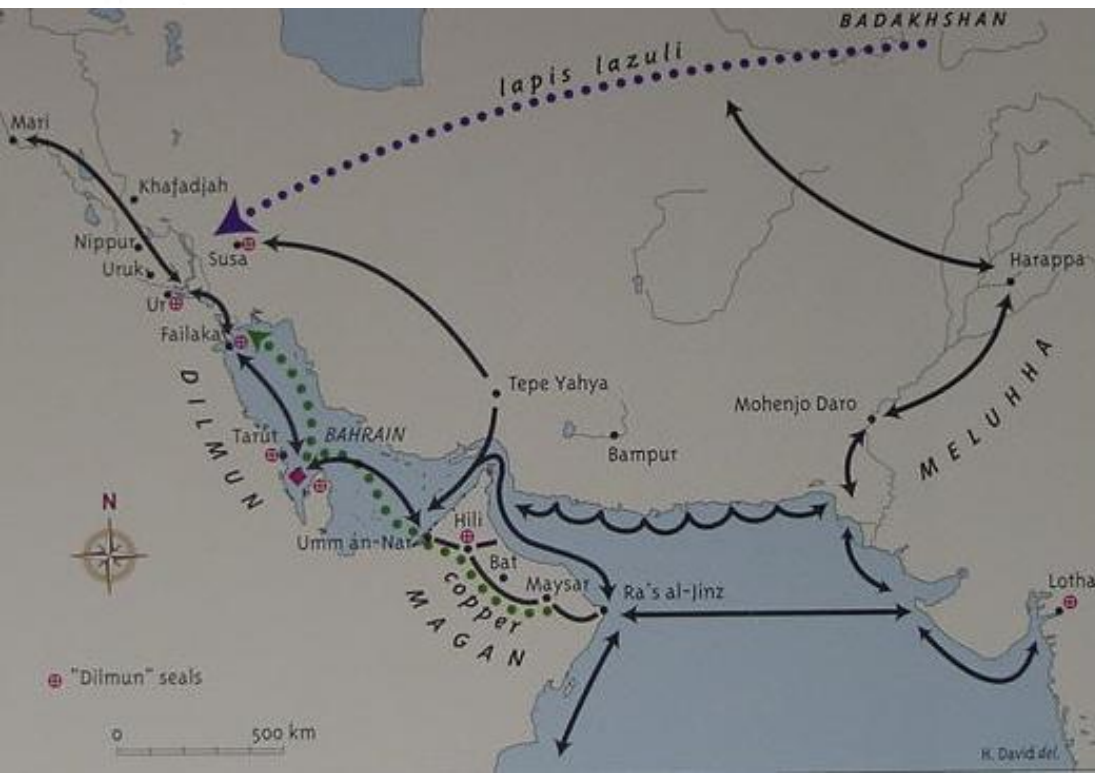 BADAKHSHAN
lapis lazuli
Mari
Khafadjah
Nippur
Susa
Uruk
Ur
Harappa
Failaka
DILMUN
Tepe Yahya
Mohenjo Daro
MELUHHA
Tarut
BAHRAIN
Bampur
N
Umm an-Nar
Hili
Bat
Maysar
Ra's al-Jinz
Lotha
copper
MAGAN
"Dilmun" seals
0 500 km
H. David del.